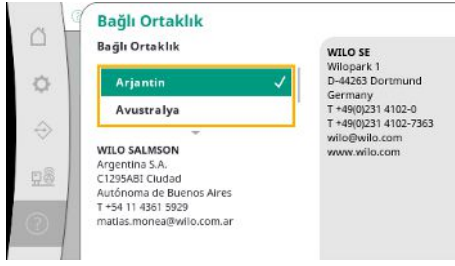 Bağlı Ortaklık
Bağlı Ortaklık
Arjantin
Avustralya
WILO SALMSON
Argentina S.A.
C1295ABI Ciudad
Autónoma de Buenos Aires
T +54 11 4361 5929
matias.monea@wilo.com.ar
WILO SE
Wilopark 1
D-44263 Dortmund
Germany
T +49(0)231 4102-0
T +49(0)231 4102-7363
wilo@wilo.com
www.wilo.com